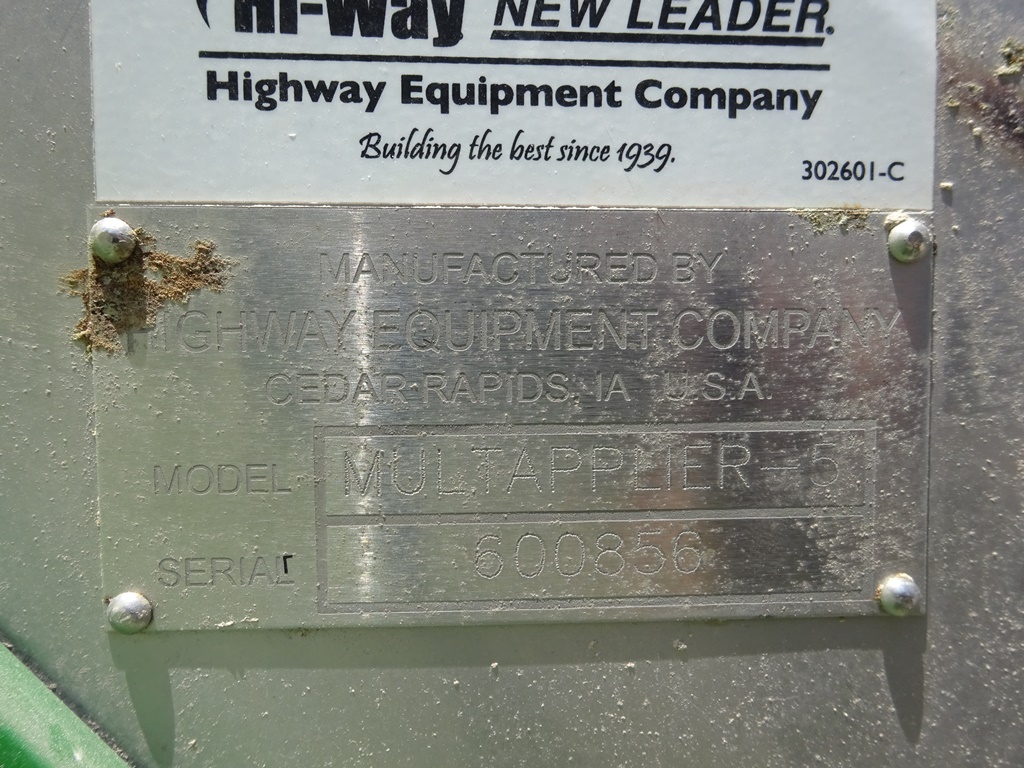 Hi-Way NEW LEADER.
Highway Equipment Company
Building the best since 1939.
302601-C
MANUFACTURED BY
HIGHWAY EQUIPMENT COMPANY
CEDAR RAPIDS, IA U.S.A.
MODEL MULTAPPLIER-5
SERIAL 600856